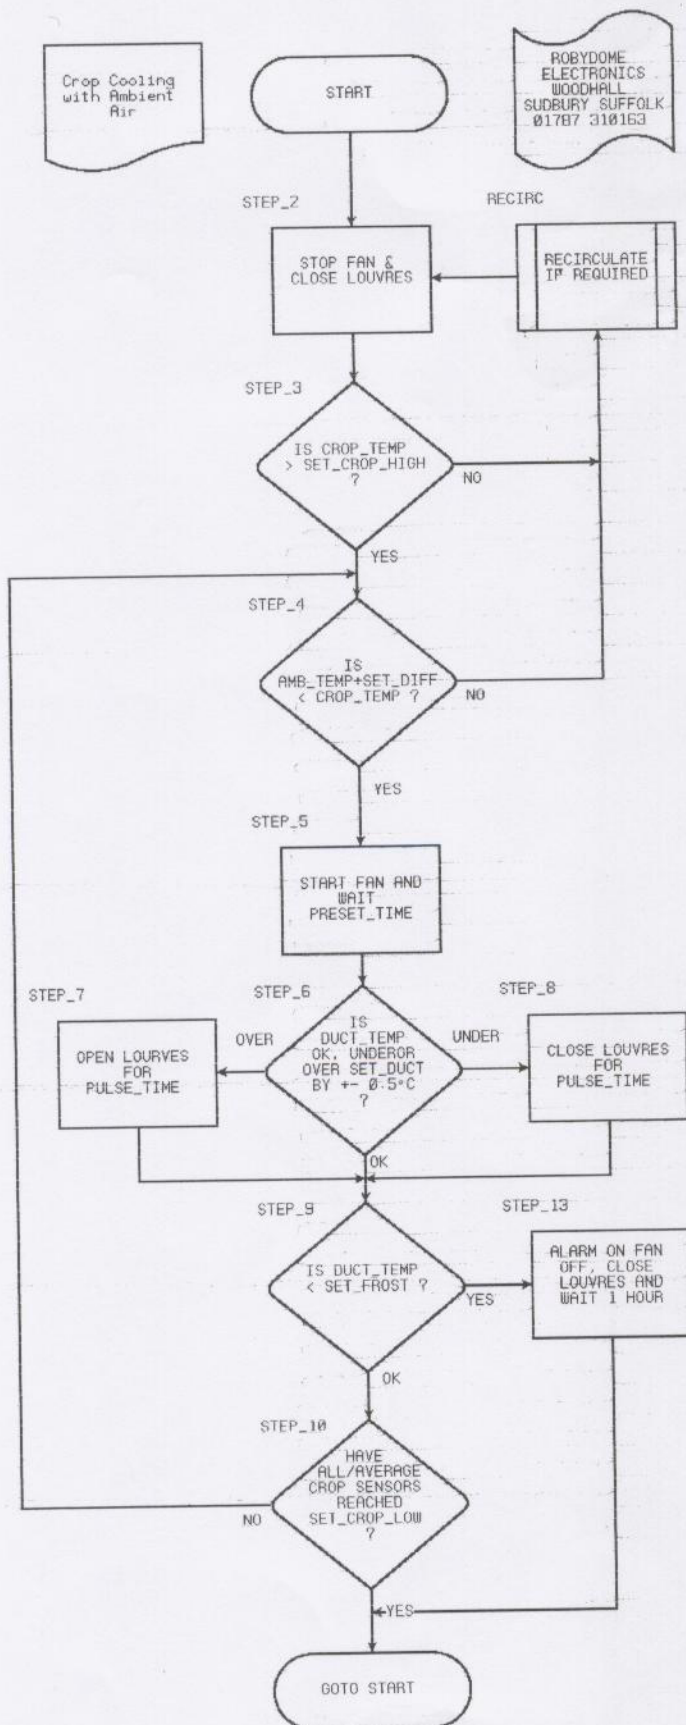 Crop Cooling
with Ambient
Air
START
ROBYDOME
ELECTRONICS
WOODHALL
SUDBURY SUFFOLK
01787 310163
STEP_2
RECIRC
STOP FAN &
CLOSE LOUVRES
RECIRCULATE
IF REQUIRED
STEP_3
IS CROP_TEMP
> SET_CROP_HIGH
?
NO
YES
STEP_4
IS
AMB_TEMP+SET_DIFF
< CROP_TEMP ?
NO
YES
STEP_5
START FAN AND
WAIT
PRESET_TIME
STEP_7
STEP_6
STEP_8
OPEN LOURVES
FOR
PULSE_TIME
OVER
IS
DUCT_TEMP
OK, UNDEROR
OVER SET_DUCT
BY +- 0.5°C
?
UNDER
CLOSE LOUVRES
FOR
PULSE_TIME
OK
STEP_9
STEP_13
IS DUCT_TEMP
< SET_FROST ?
YES
ALARM ON FAN
OFF, CLOSE
LOUVRES AND
WAIT 1 HOUR
OK
STEP_10
HAVE
ALL/AVERAGE
CROP SENSORS
REACHED
SET_CROP_LOW
?
NO
YES
GOTO START